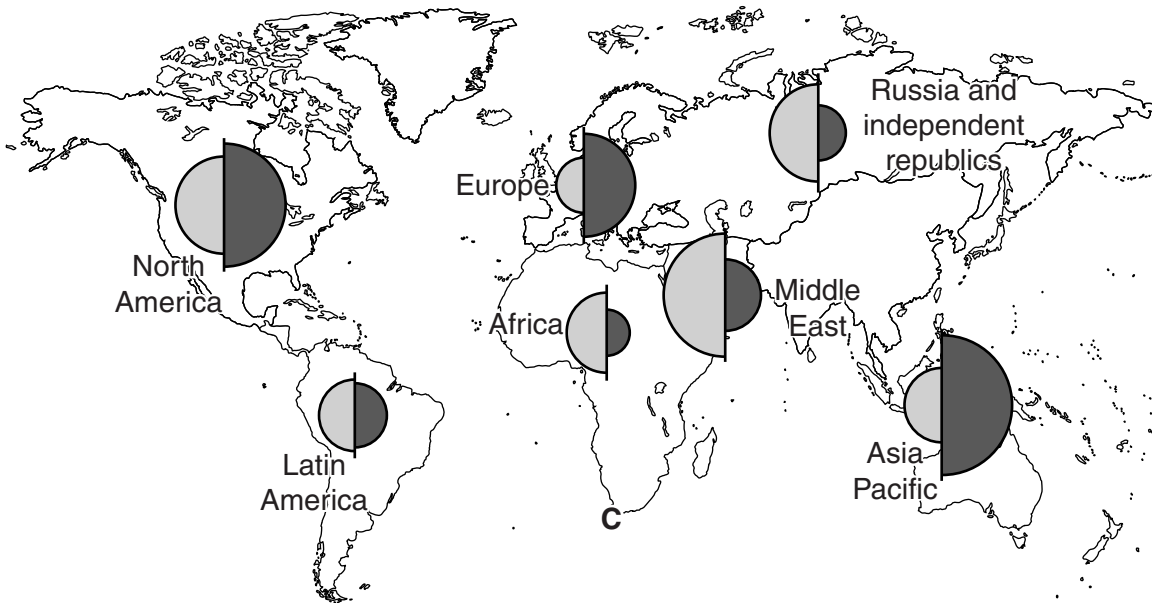 Russia and
independent
republics
Europe
North
America
Africa
Middle
East
Latin
America
Asia
Pacific
C